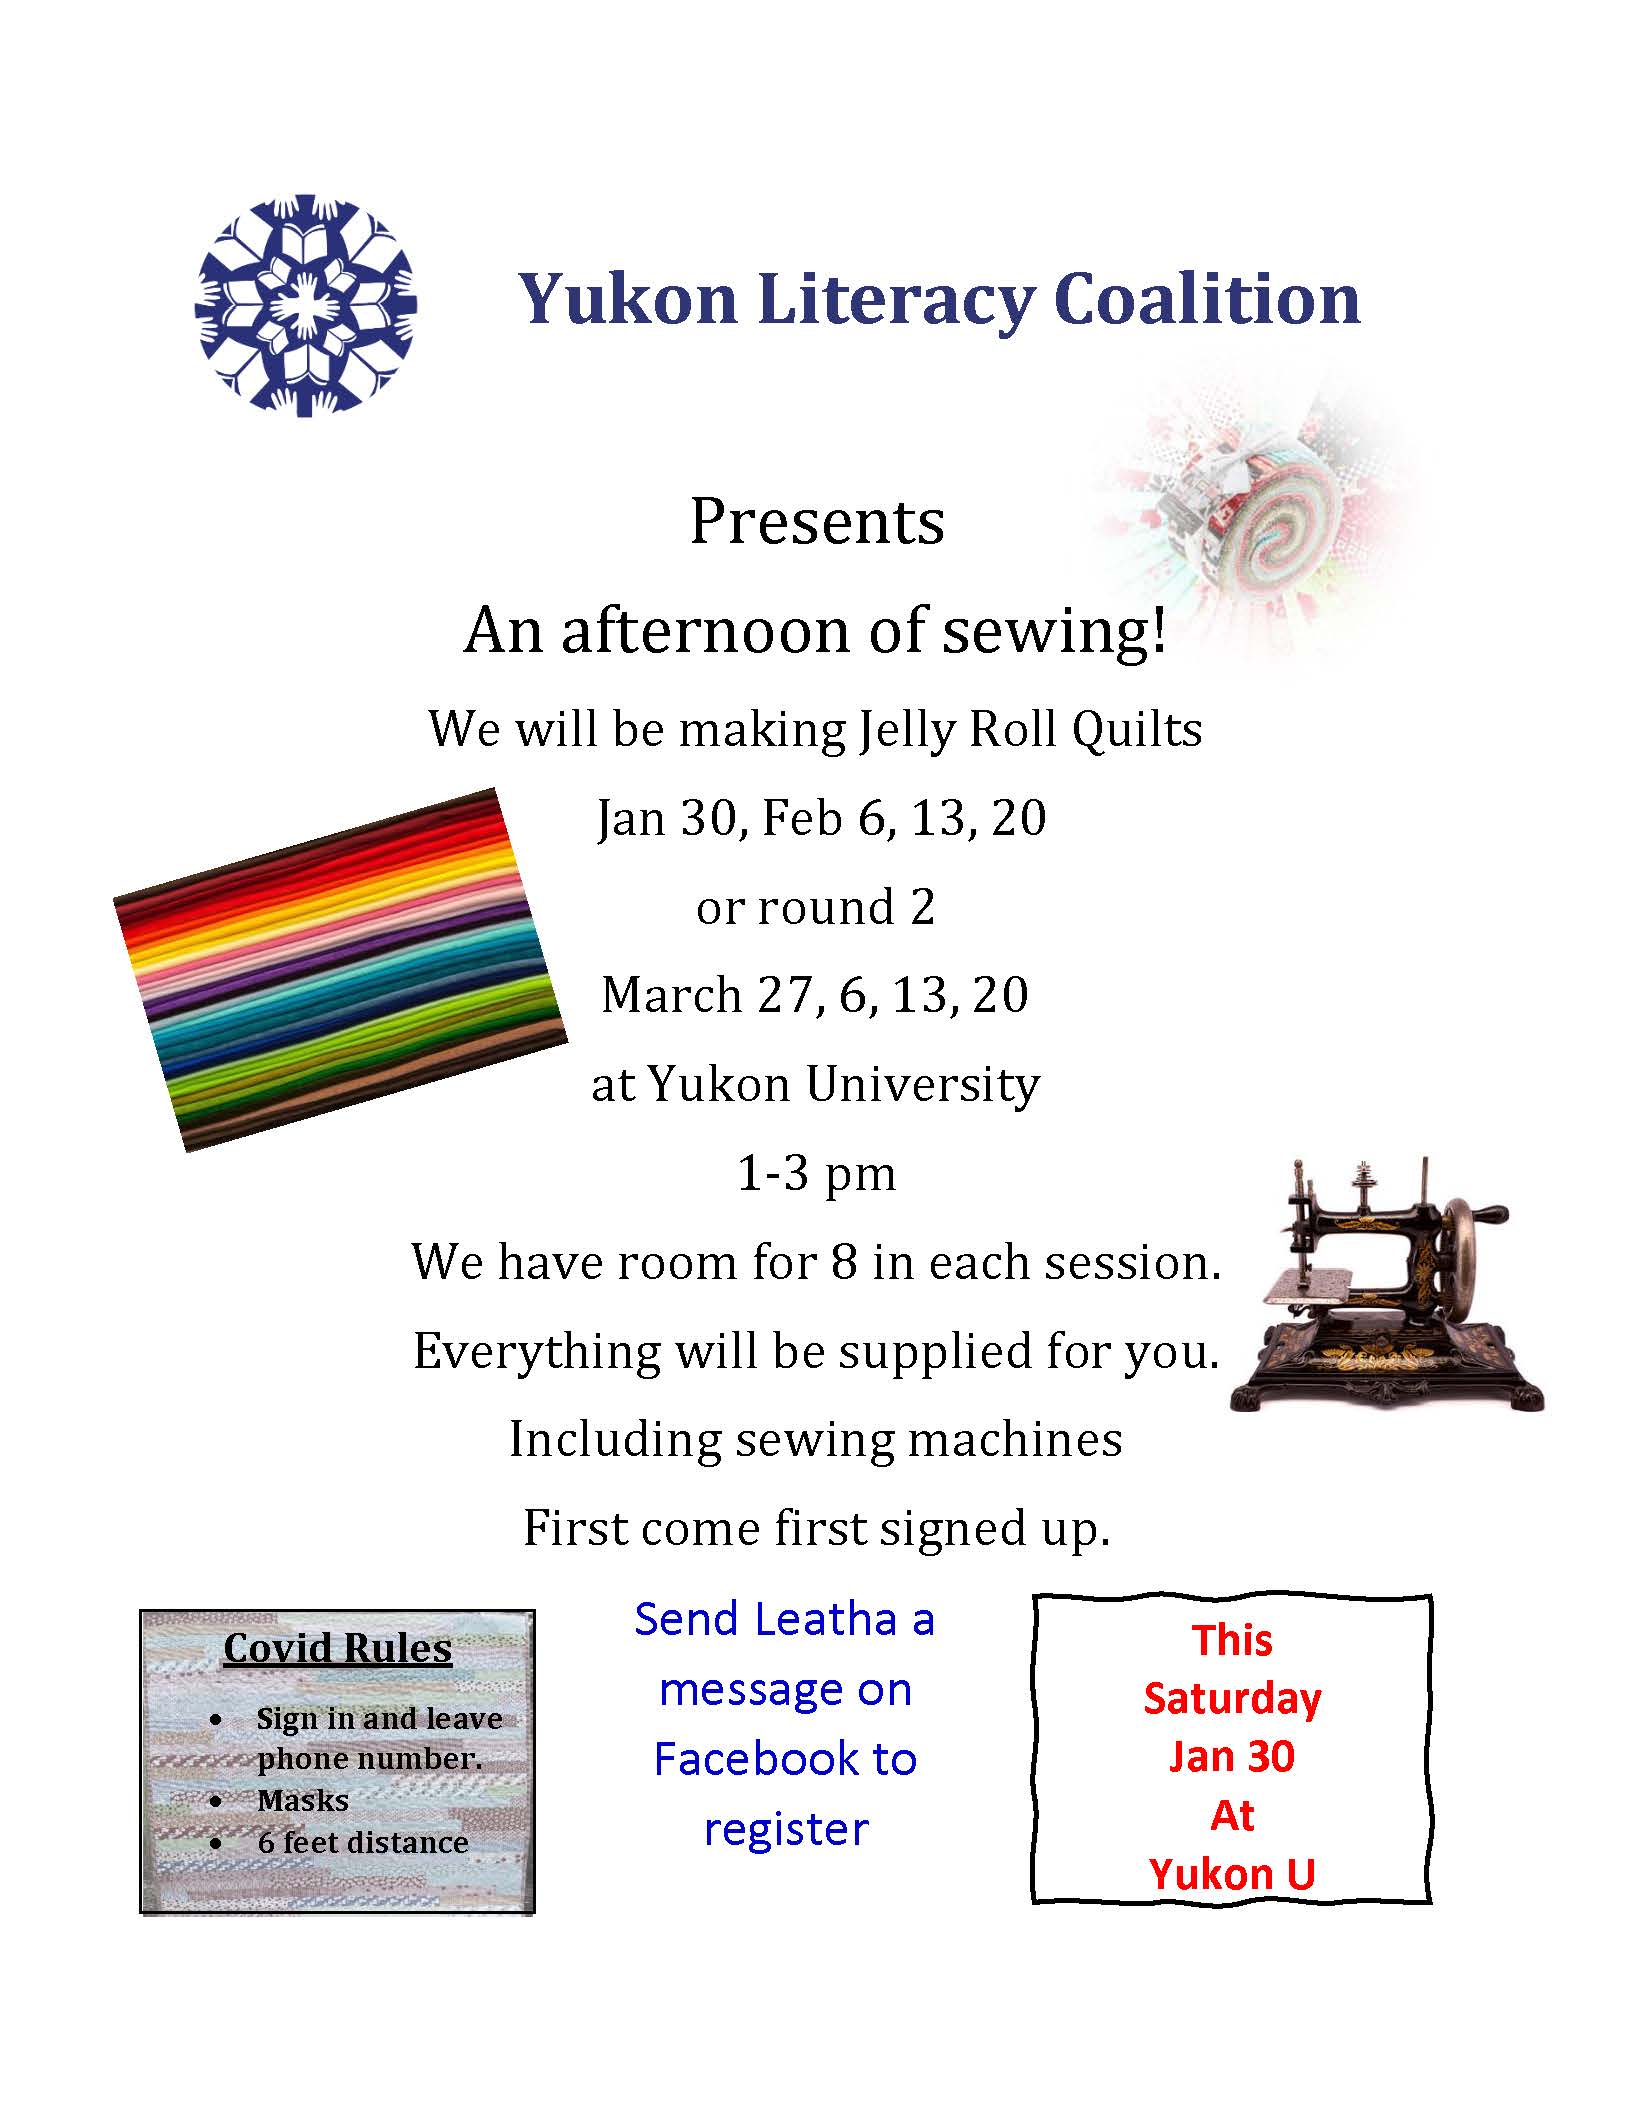 Yukon Literacy Coalition
Presents
An afternoon of sewing!
We will be making Jelly Roll Quilts
Jan 30, Feb 6, 13, 20
or round 2
March 27, 6, 13, 20
at Yukon University
1-3 pm
We have room for 8 in each session.
Everything will be supplied for you.
Including sewing machines
First come first signed up.
Covid Rules
• Sign in and leave
phone number.
• Masks
• 6 feet distance
Send Leatha a
message on
Facebook to
register
This
Saturday
Jan 30
At
Yukon U